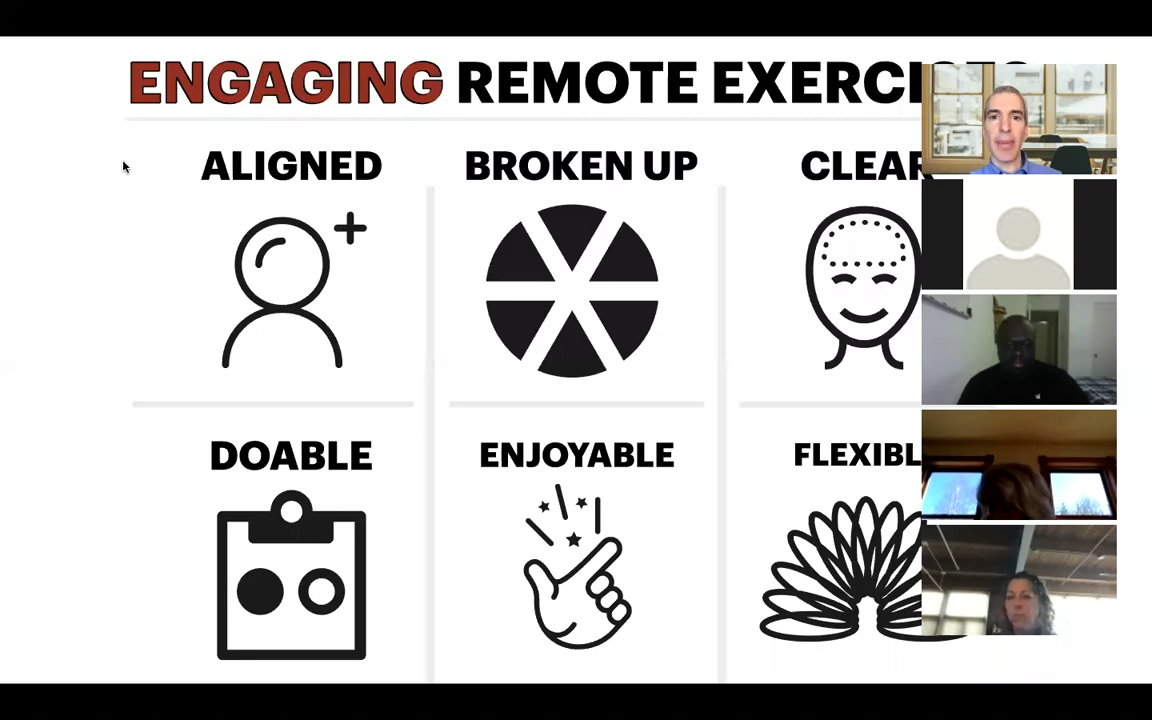 ENGAGING REMOTE EXERCI
ALIGNED BROKEN UP CLEAR
DOABLE ENJOYABLE FLEXIBL